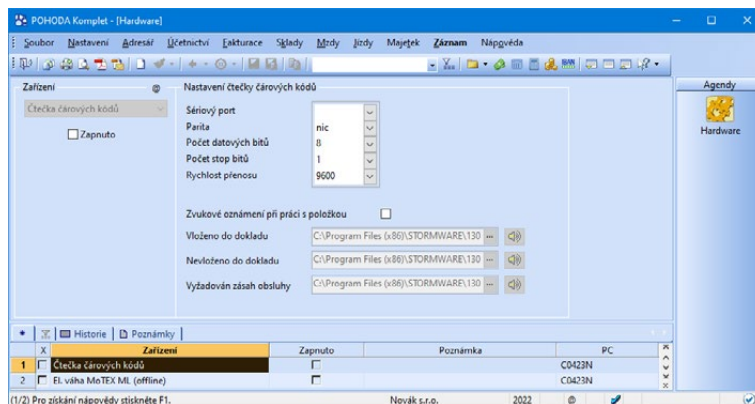 POHODA Komplet - [Hardware]
Soubor Nastavení Adresář Účetnictví Fakturace Sklady Mzdy Jízdy Majetek Záznam Nápověda
Zařízení
Nastavení čtečky čárových kódů
Agendy
Čtečka čárových kódů
Sériový port
Hardware
Zapnuto
Parita nic
Počet datových bitů 8
Počet stop bitů 1
Rychlost přenosu 9600
Zvukové oznámení při práci s položkou
Vloženo do dokladu C:\Program Files (x86)\STORMWARE\130 ...
Nevloženo do dokladu C:\Program Files (x86)\STORMWARE\130 ...
Vyžadován zásah obsluhy C:\Program Files (x86)\STORMWARE\130 ...
Historie Poznámky
X Zařízení Zapnuto Poznámka PC
1 Čtečka čárových kódů C0423N
2 El. váha MoTEX ML (offline) C0423N
(1/2) Pro získání nápovědy stiskněte F1. Novák s.r.o. 2022 @